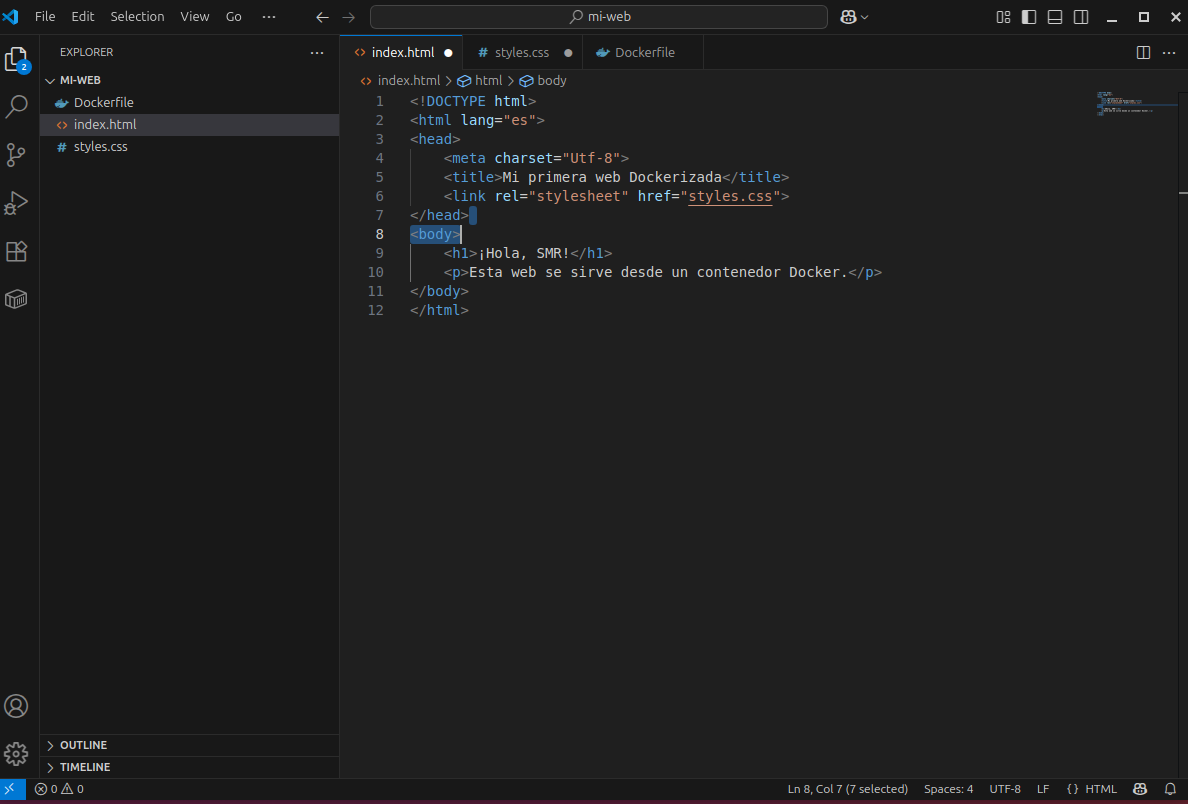 File Edit Selection View Go ··· mi-web
2
EXPLORER ···
MI-WEB
Dockerfile
index.html
styles.css
index.html styles.css Dockerfile ···
index.html > html > body
1 <!DOCTYPE html>
2 <html lang="es">
3 <head>
4 <meta charset="Utf-8">
5 <title>Mi primera web Dockerizada</title>
6 <link rel="stylesheet" href="styles.css">
7 </head>
8 <body>
9 <h1>¡Hola, SMR!</h1>
10 <p>Esta web se sirve desde un contenedor Docker.</p>
11 </body>
12 </html>
OUTLINE
TIMELINE
0 0 Ln 8, Col 7 (7 selected) Spaces: 4 UTF-8 LF {} HTML